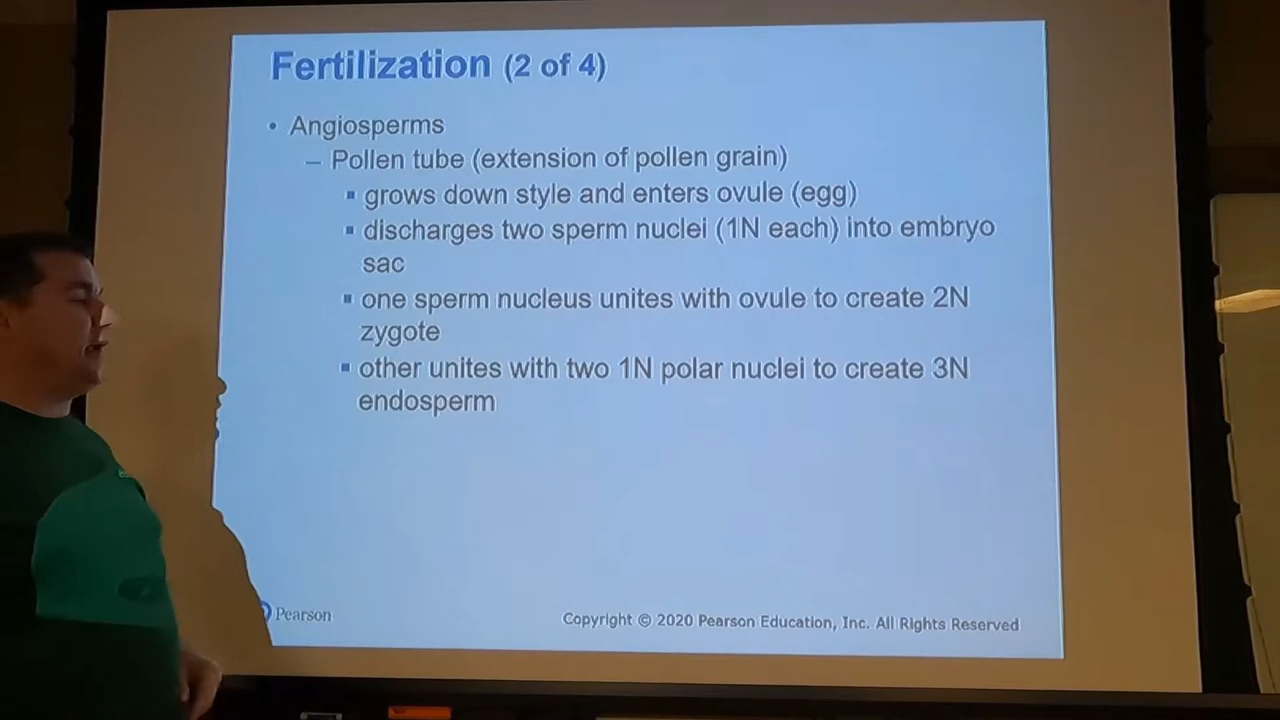 Fertilization (2 of 4)
• Angiosperms
– Pollen tube (extension of pollen grain)
▪ grows down style and enters ovule (egg)
▪ discharges two sperm nuclei (1N each) into embryo
sac
▪ one sperm nucleus unites with ovule to create 2N
zygote
▪ other unites with two 1N polar nuclei to create 3N
endosperm
Pearson
Copyright © 2020 Pearson Education, Inc. All Rights Reserved